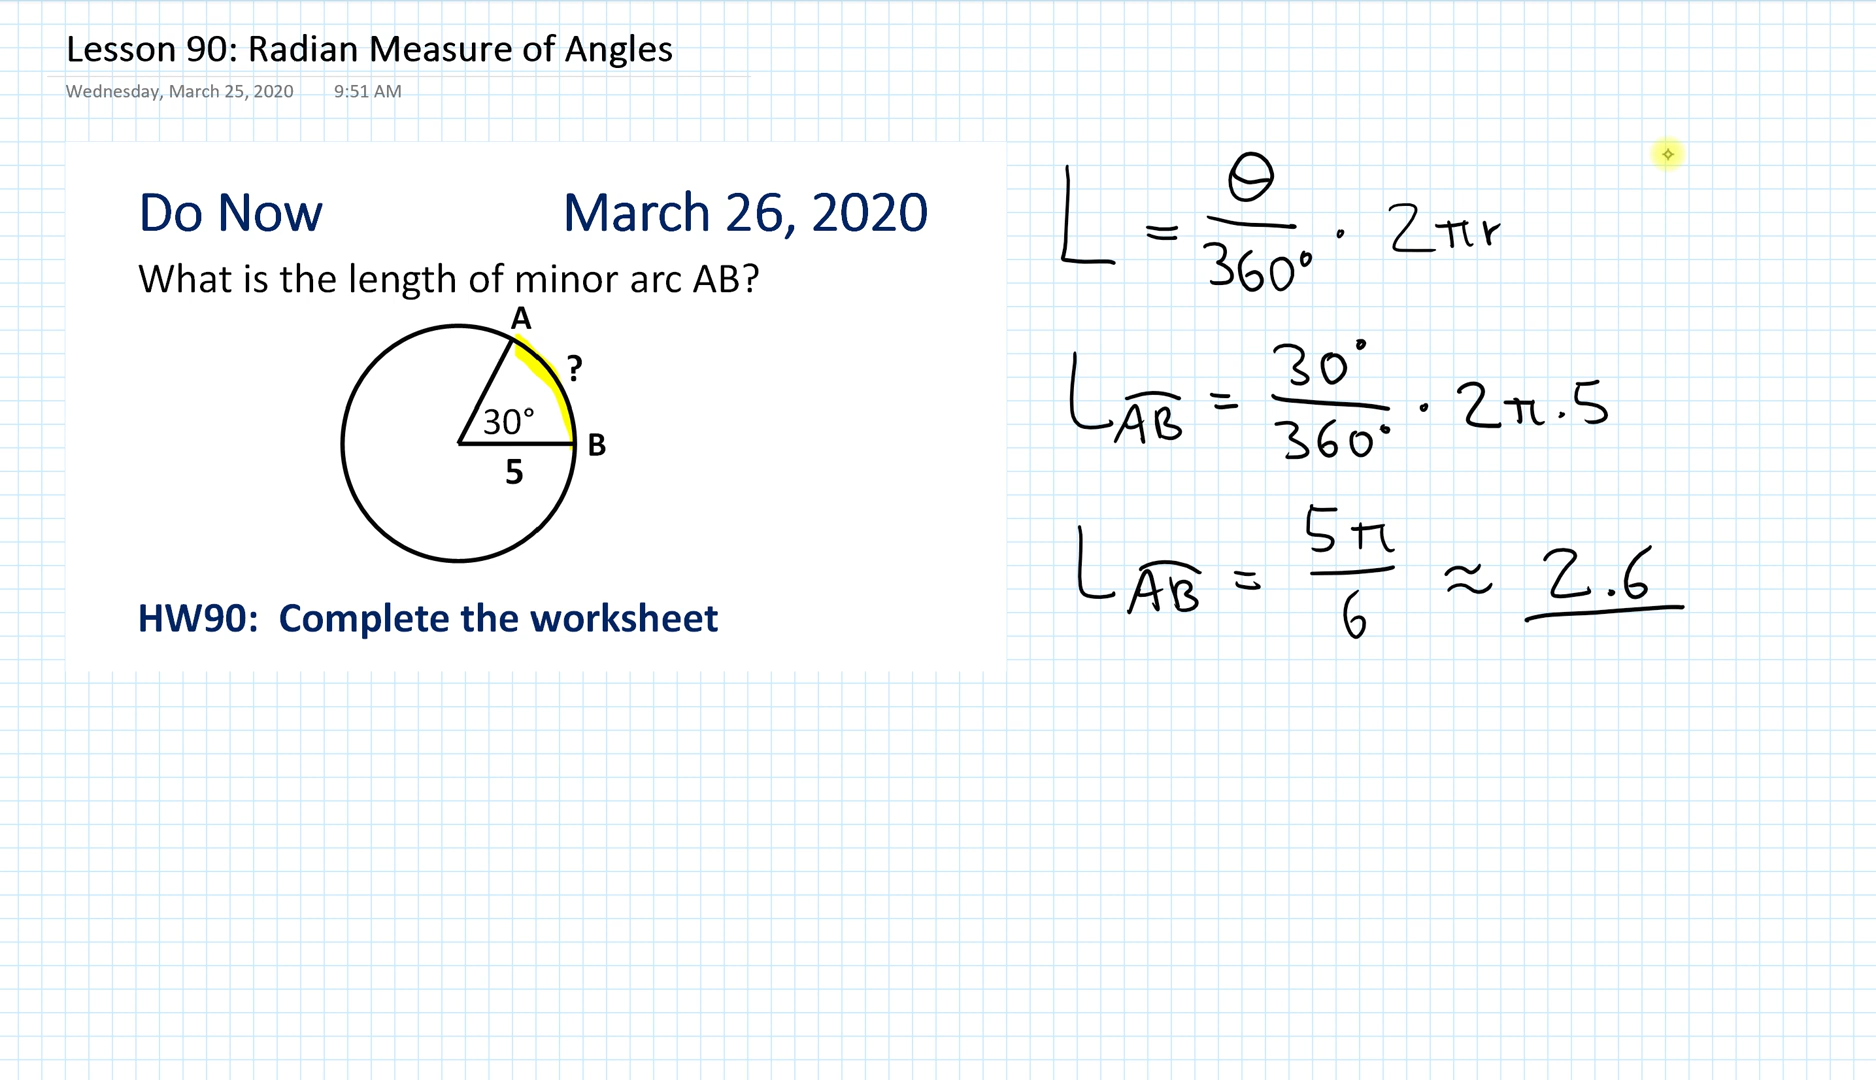 Lesson 90: Radian Measure of Angles
Wednesday, March 25, 2020 9:51 AM
Do Now March 26, 2020
What is the length of minor arc AB?
A
?
30°
B
5
HW90: Complete the worksheet
L = θ/360° · 2πr
L_AB = 30°/360° · 2π.5
L_AB = 5π/6 ≈ 2.6